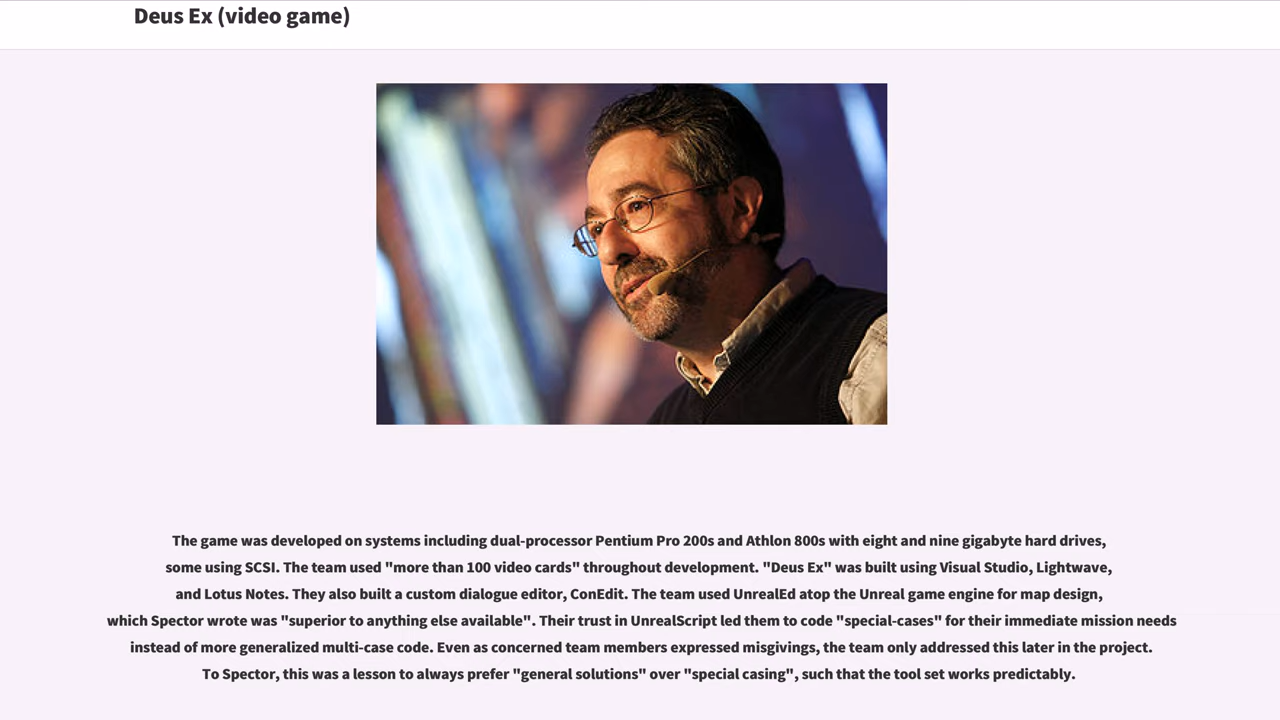 Deus Ex (video game)
The game was developed on systems including dual-processor Pentium Pro 200s and Athlon 800s with eight and nine gigabyte hard drives,
some using SCSI. The team used "more than 100 video cards" throughout development. "Deus Ex" was built using Visual Studio, Lightwave,
and Lotus Notes. They also built a custom dialogue editor, ConEdit. The team used UnrealEd atop the Unreal game engine for map design,
which Spector wrote was "superior to anything else available". Their trust in UnrealScript led them to code "special-cases" for their immediate mission needs
instead of more generalized multi-case code. Even as concerned team members expressed misgivings, the team only addressed this later in the project.
To Spector, this was a lesson to always prefer "general solutions" over "special casing", such that the tool set works predictably.